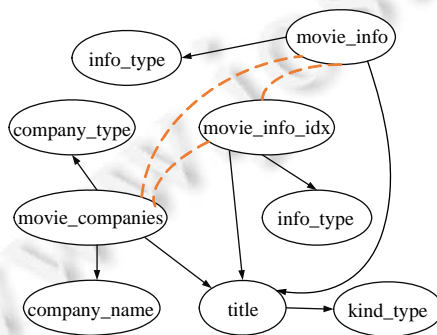 movie_info
info_type
company_type
movie_info_idx
movie_companies
info_type
company_name
title
kind_type